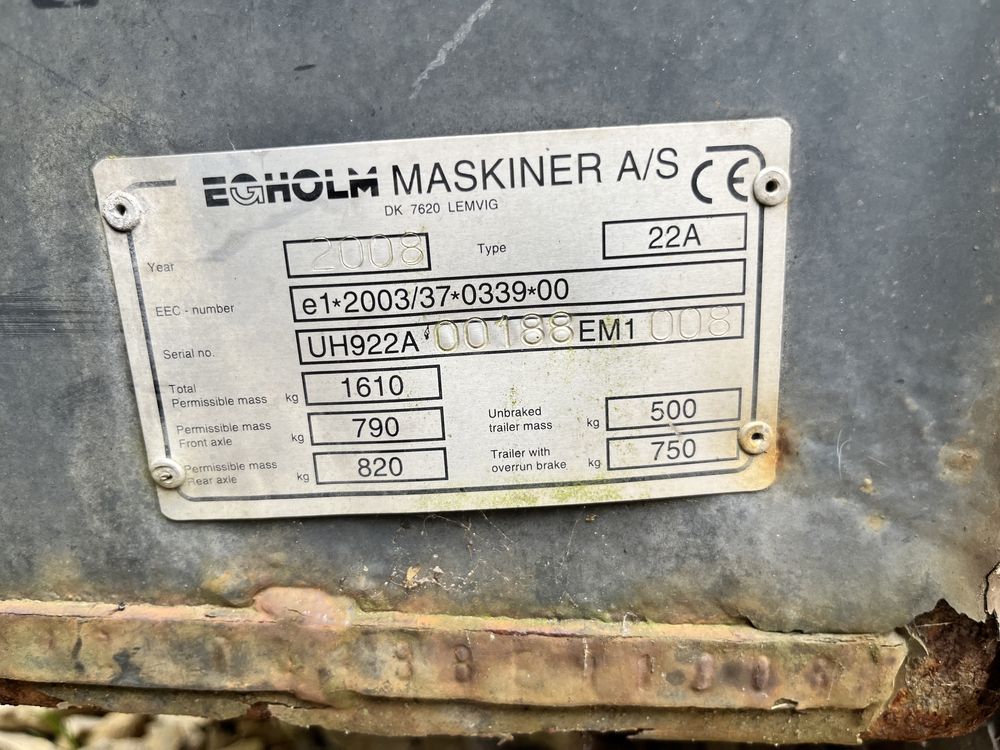 EGHOLM MASKINER A/S CE
DK 7620 LEMVIG
Year 2008 Type 22A
EEC - number e1*2003/37*0339*00
Serial no. UH922A 00188 EM1 008
Total
Permissible mass kg 1610
Permissible mass
Front axle kg 790
Unbraked
trailer mass kg 500
Permissible mass
Rear axle kg 820
Trailer with
overrun brake kg 750